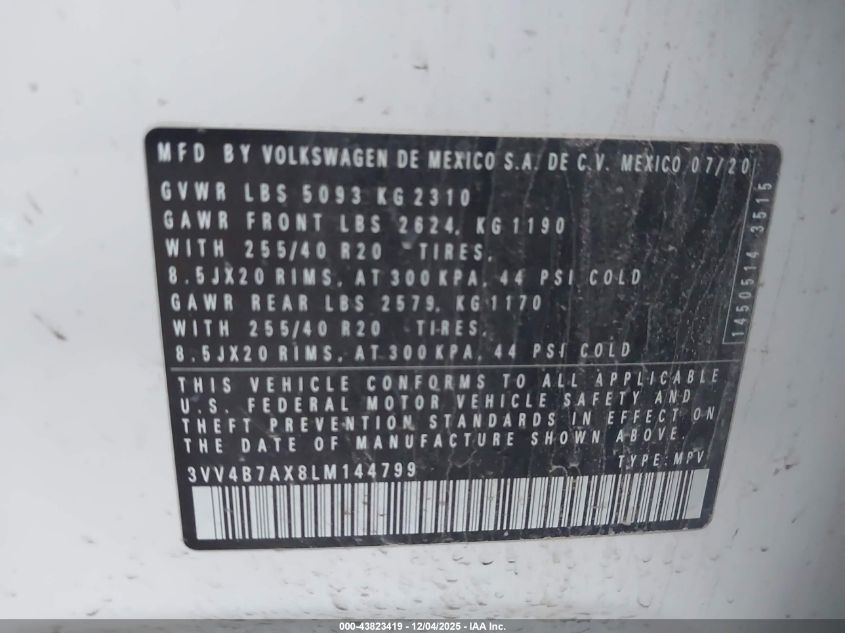 MFD BY VOLKSWAGEN DE MEXICO S.A. DE C.V. MEXICO 07/20
GVWR LBS 5093 KG 2310
GAWR FRONT LBS 2624, KG 1190
WITH 255/40 R20 TIRES,
8.5JX20 RIMS, AT 300 KPA, 44 PSI COLD
GAWR REAR LBS 2579, KG 1170
WITH 255/40 R20 TIRES,
8.5JX20 RIMS, AT 300 KPA, 44 PSI COLD
THIS VEHICLE CONFORMS TO ALL APPLICABLE
U.S. FEDERAL MOTOR VEHICLE SAFETY AND
THEFT PREVENTION STANDARDS IN EFFECT ON
THE DATE OF MANUFACTURE SHOWN ABOVE.
3VV4B7AX8LM144799 TYPE: MPV
1450514 3515
000-43823419 - 12/04/2025 - IAA Inc.